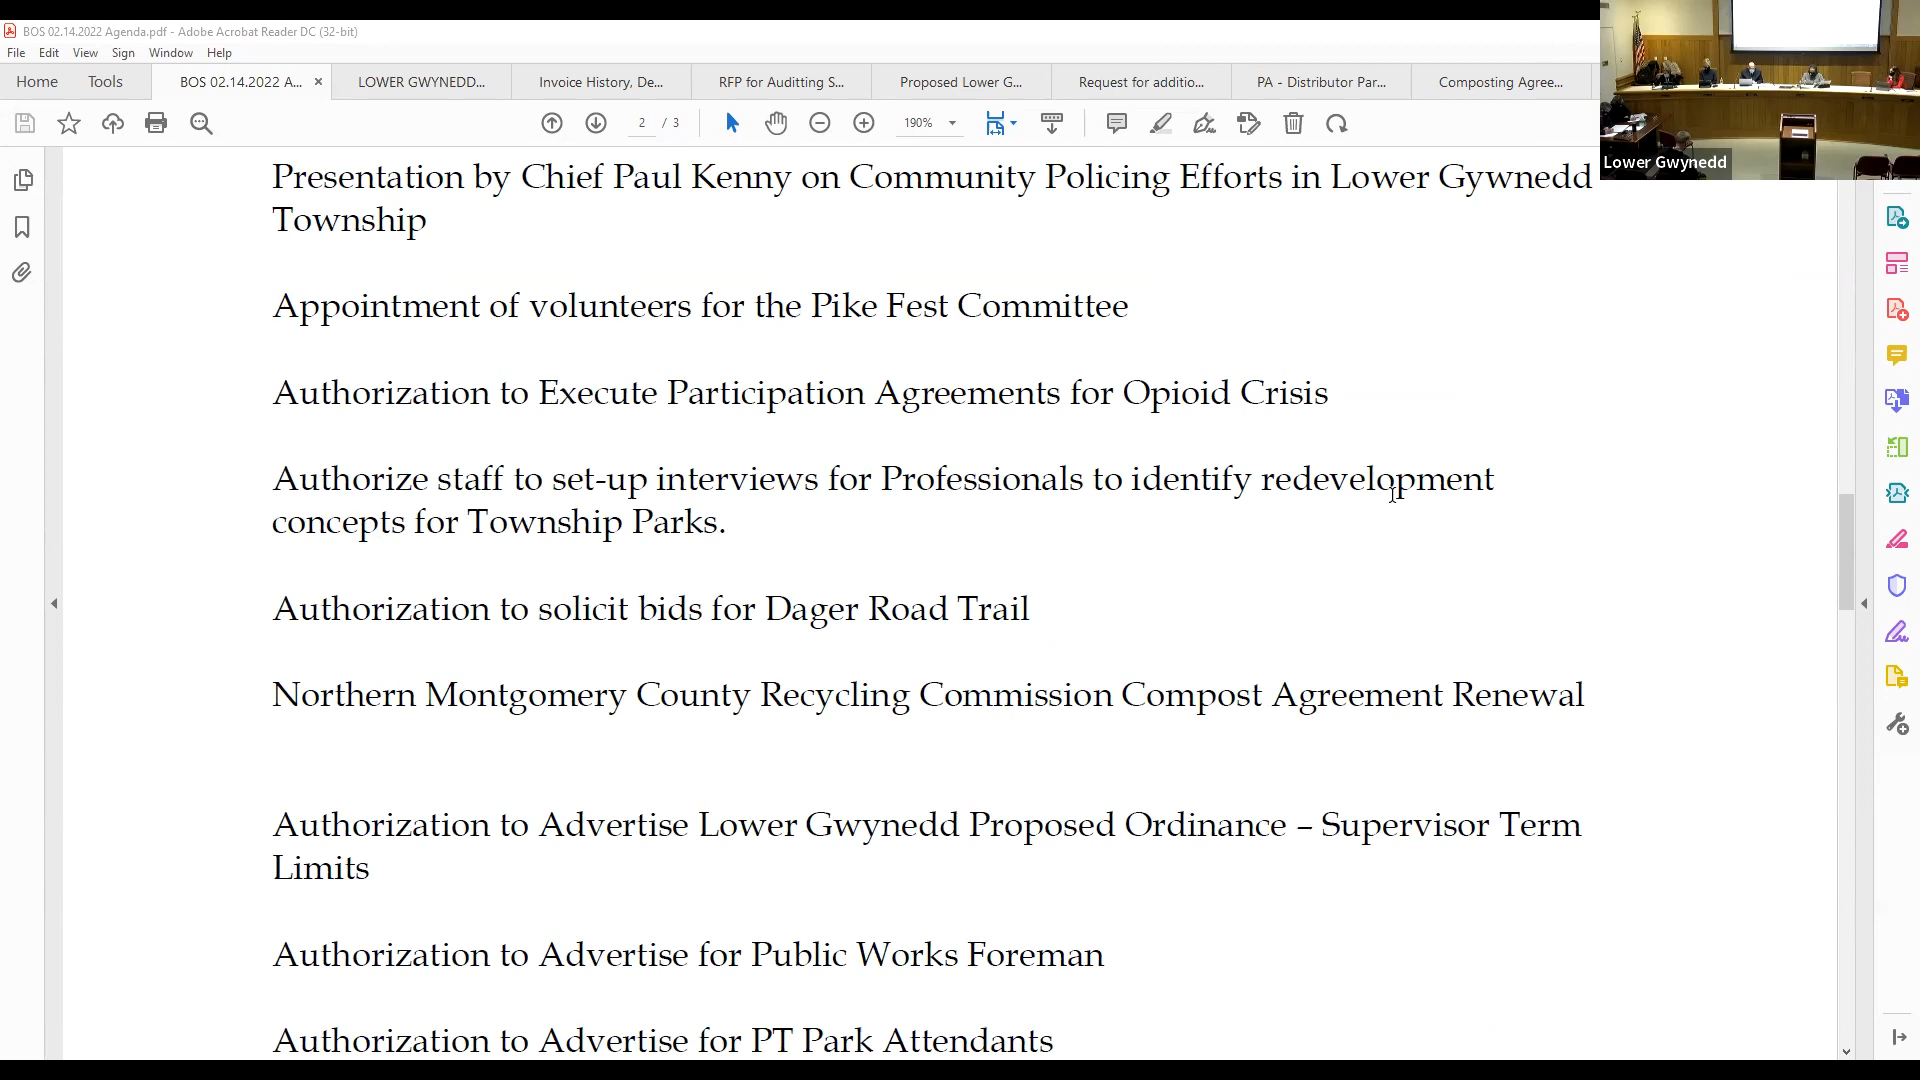 BOS 02.14.2022 Agenda.pdf - Adobe Acrobat Reader DC (32-bit)
File Edit View Sign Window Help
Home Tools BOS 02.14.2022 A... × LOWER GWYNEDD... Invoice History, De... RFP for Auditting S... Proposed Lower G... Request for additio... PA - Distributor Par... Composting Agree...
2 / 3 190%
Lower Gwynedd
Presentation by Chief Paul Kenny on Community Policing Efforts in Lower Gywnedd
Township
Appointment of volunteers for the Pike Fest Committee
Authorization to Execute Participation Agreements for Opioid Crisis
Authorize staff to set-up interviews for Professionals to identify redevelopment
concepts for Township Parks.
Authorization to solicit bids for Dager Road Trail
Northern Montgomery County Recycling Commission Compost Agreement Renewal
Authorization to Advertise Lower Gwynedd Proposed Ordinance – Supervisor Term
Limits
Authorization to Advertise for Public Works Foreman
Authorization to Advertise for PT Park Attendants